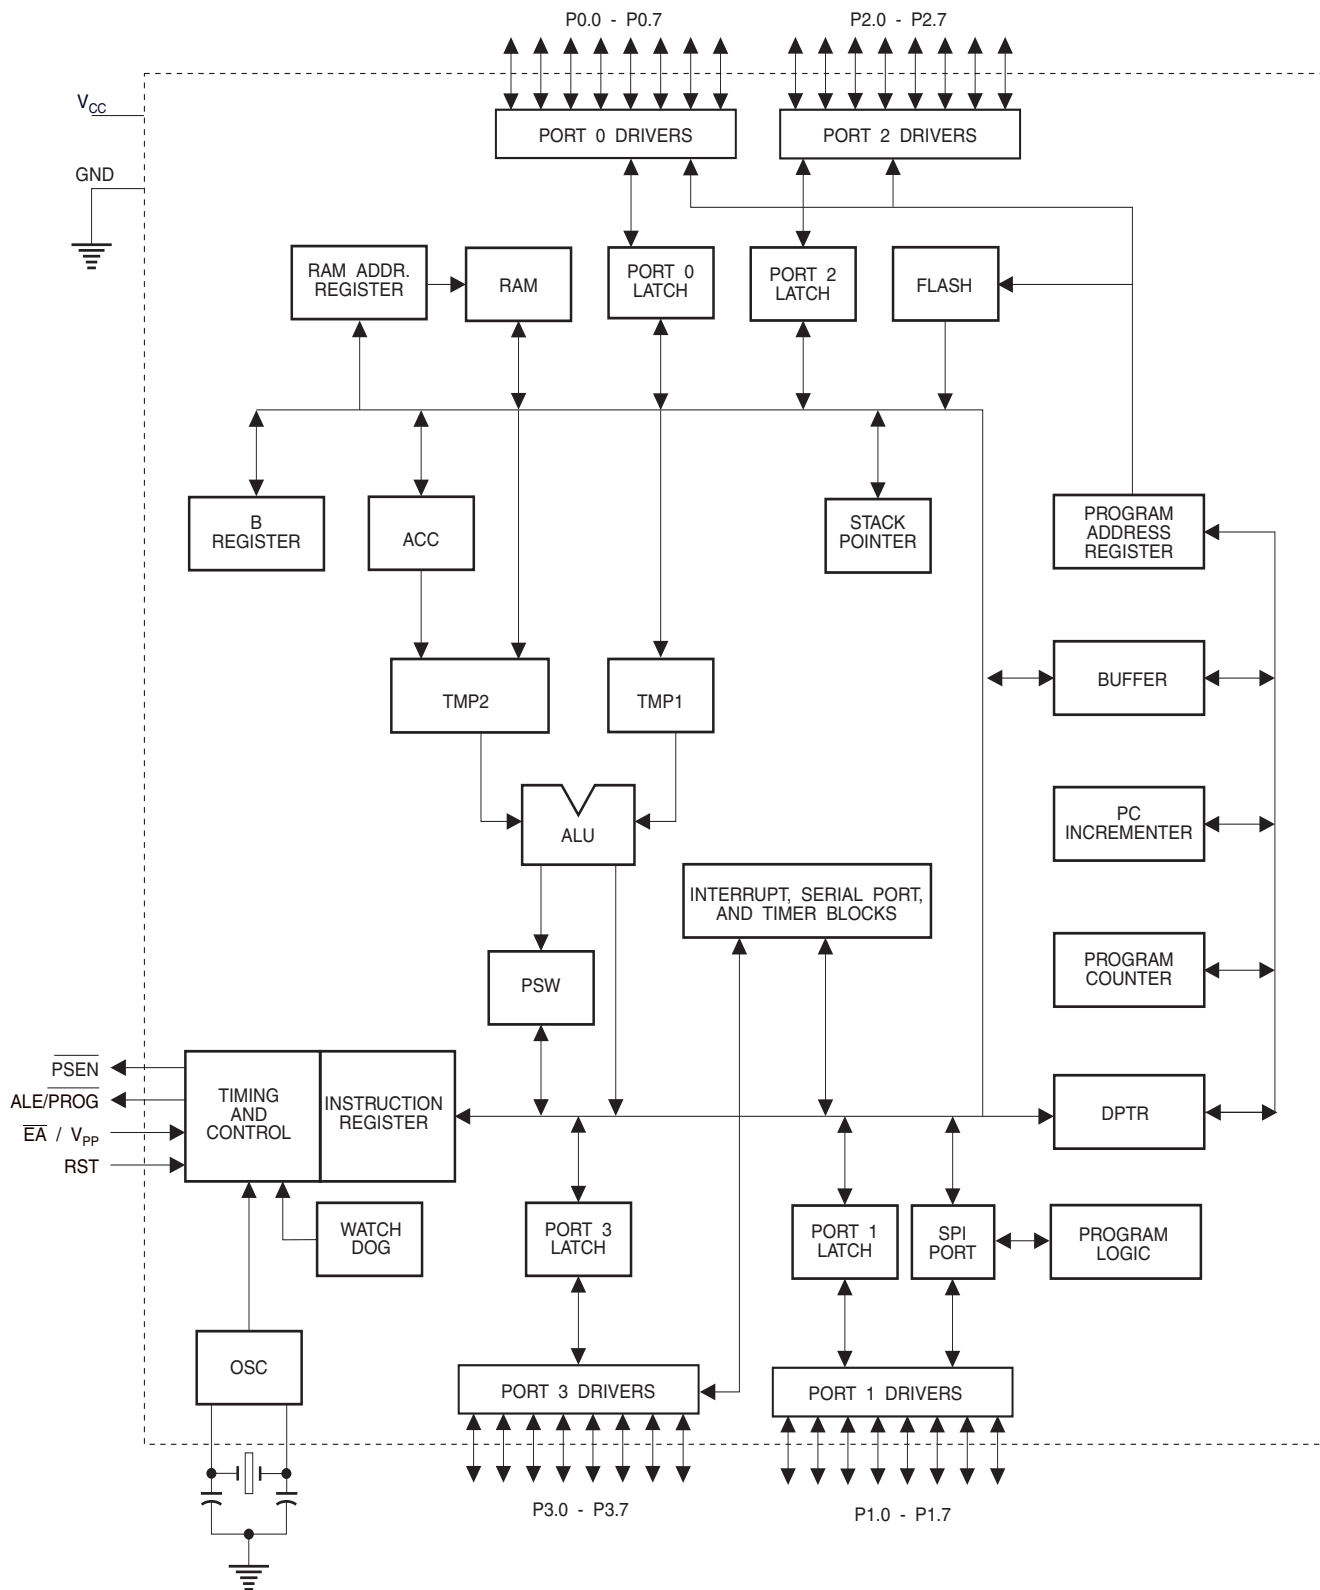 P0.0 - P0.7
P2.0 - P2.7
VCC
GND
PORT 0 DRIVERS
PORT 2 DRIVERS
RAM ADDR.
REGISTER
RAM
PORT 0
LATCH
PORT 2
LATCH
FLASH
B
REGISTER
ACC
STACK
POINTER
PROGRAM
ADDRESS
REGISTER
TMP2
TMP1
BUFFER
ALU
PC
INCREMENTER
INTERRUPT, SERIAL PORT,
AND TIMER BLOCKS
PSW
PROGRAM
COUNTER
PSEN
ALE/PROG
EA / VPP
RST
TIMING
AND
CONTROL
INSTRUCTION
REGISTER
DPTR
WATCH
DOG
PORT 3
LATCH
PORT 1
LATCH
SPI
PORT
PROGRAM
LOGIC
OSC
PORT 3 DRIVERS
PORT 1 DRIVERS
P3.0 - P3.7
P1.0 - P1.7